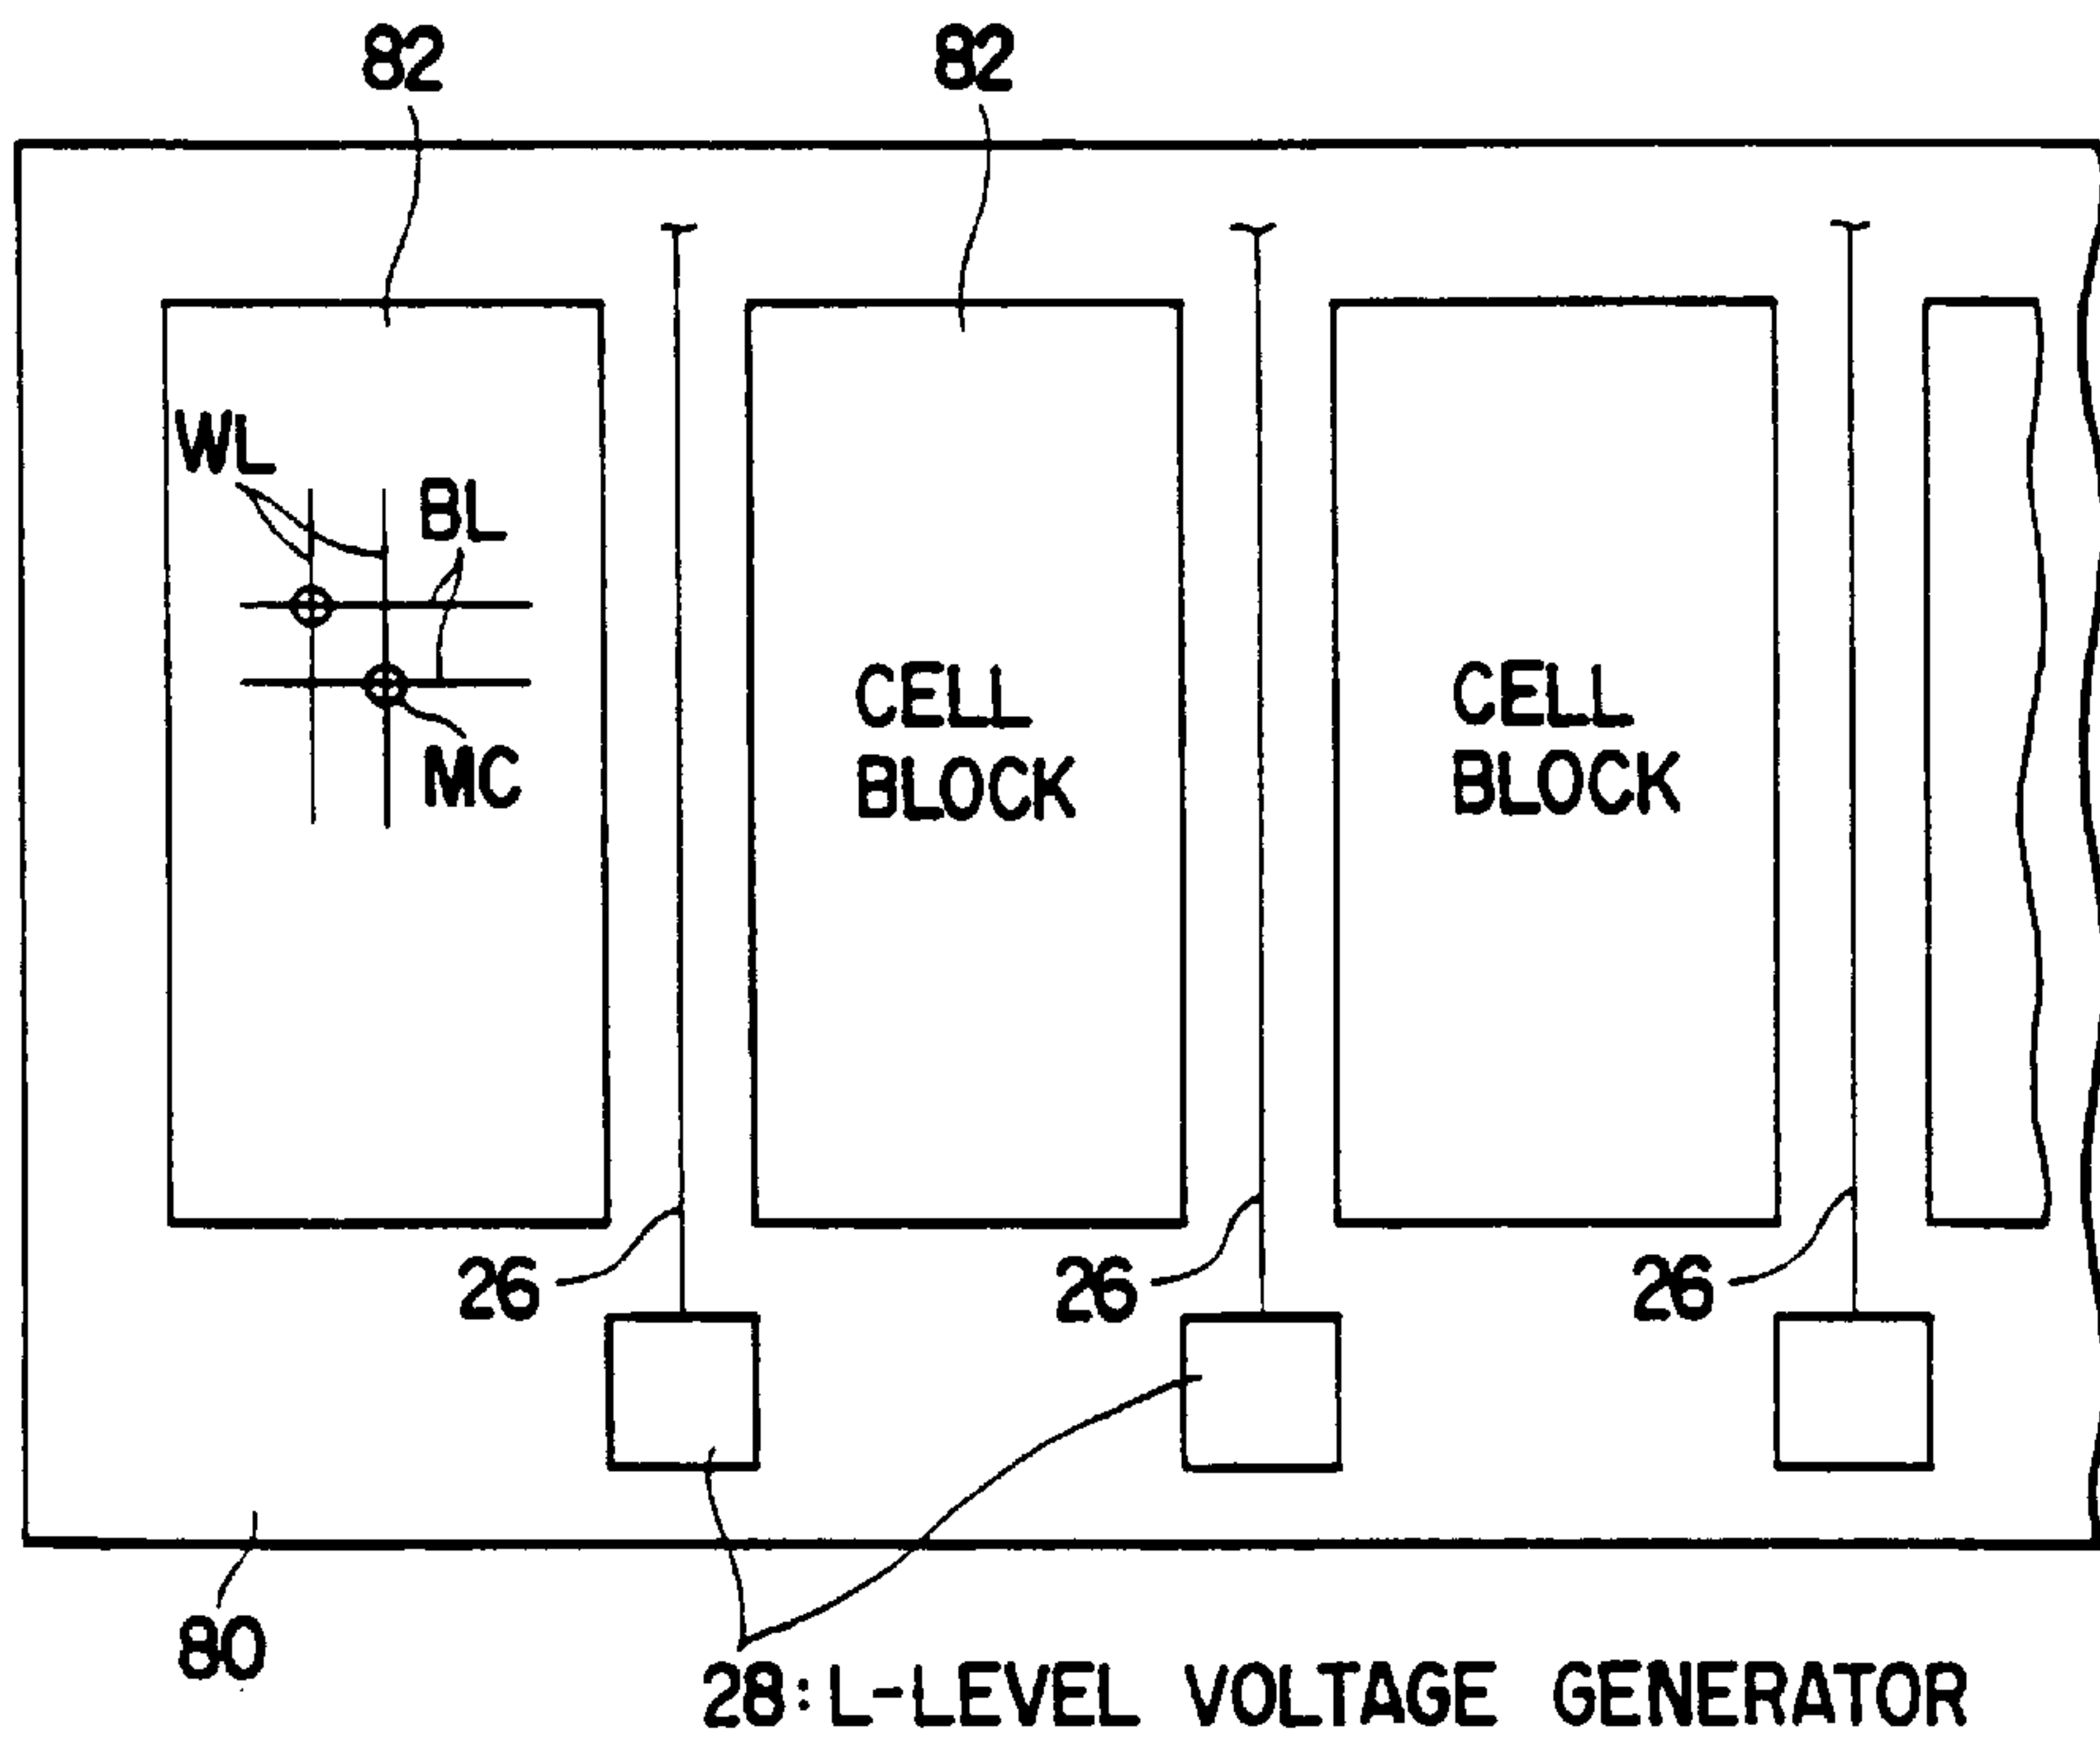 82
82
WL
BL
MC
CELL
BLOCK
CELL
BLOCK
26
26
26
80
28:L-LEVEL VOLTAGE GENERATOR